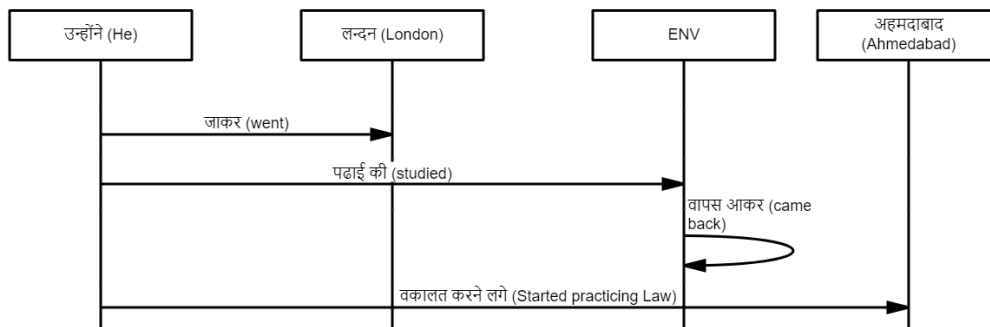 उन्होंने (He)
लन्दन (London)
ENV
अहमदाबाद
(Ahmedabad)
जाकर (went)
पढाई की (studied)
वापस आकर (came
back)
वकालत करने लगे (Started practicing Law)